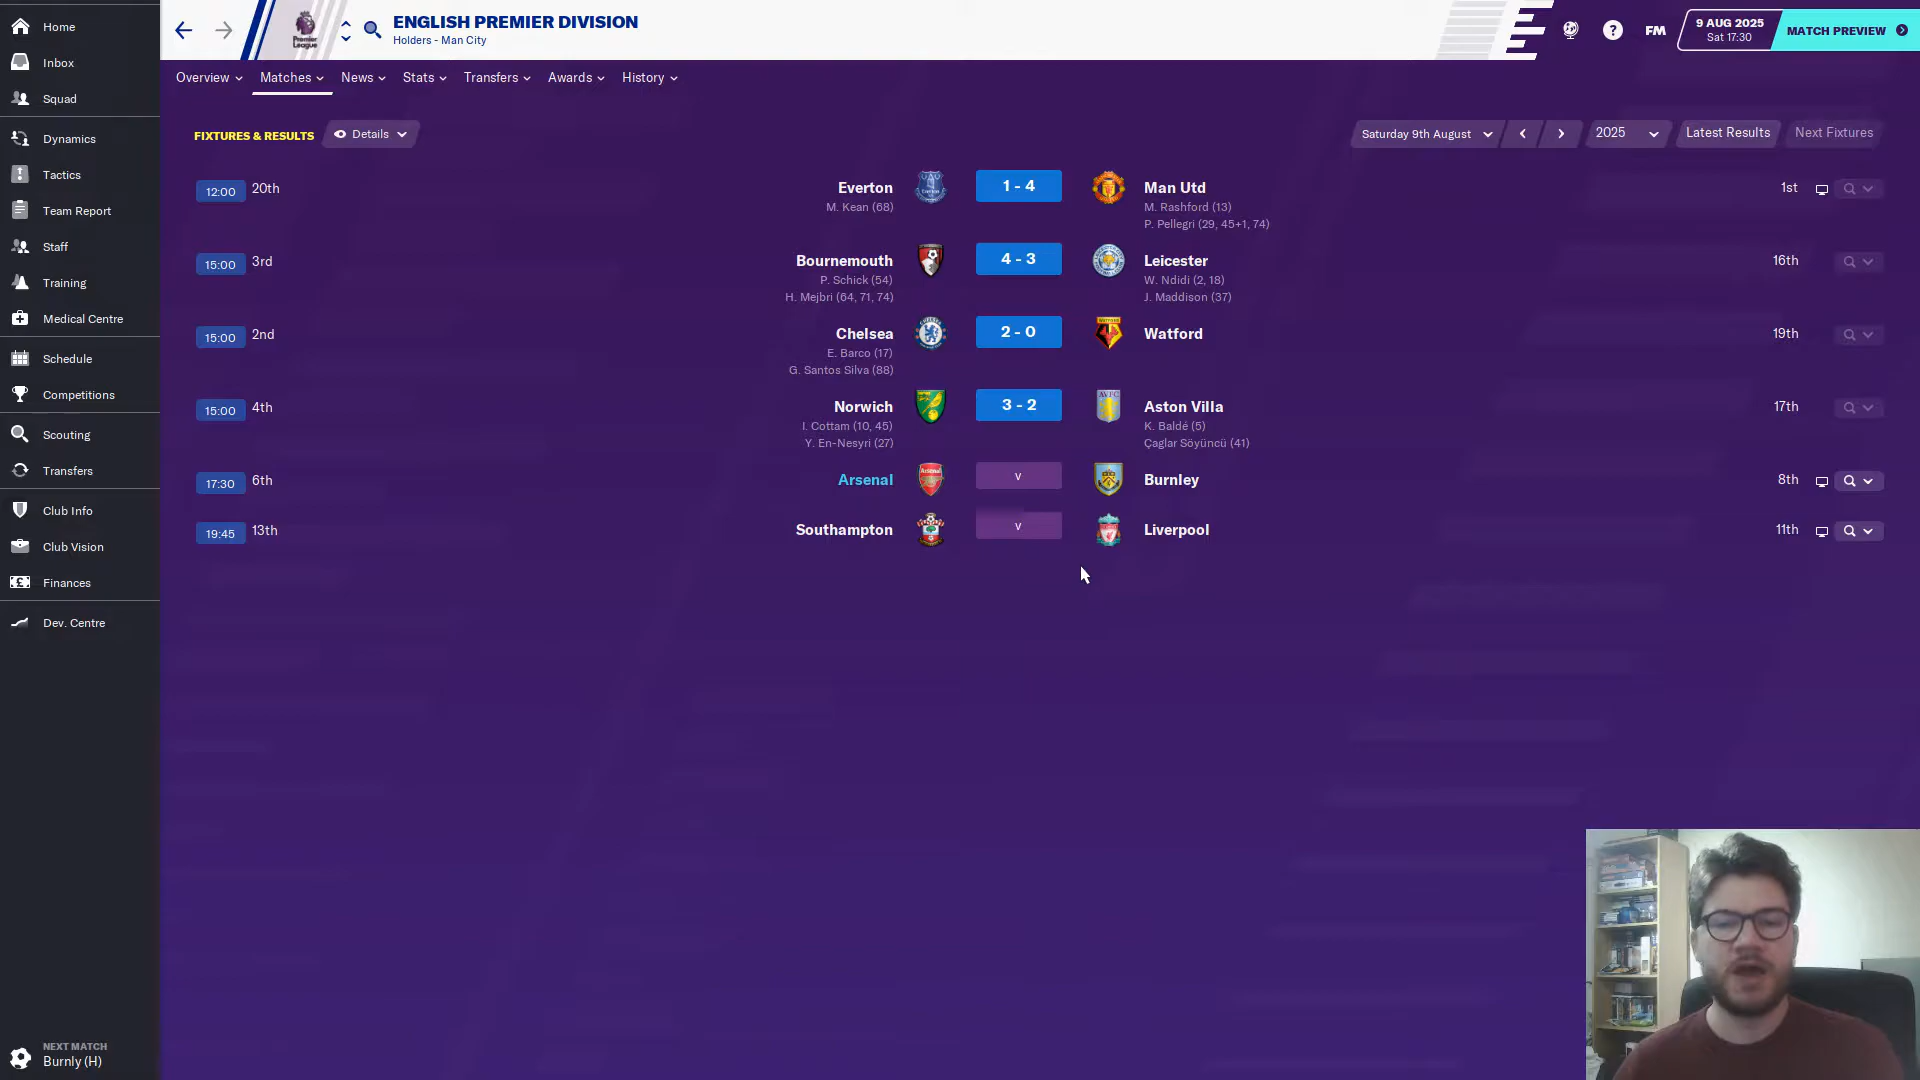 Home
Inbox
Squad
Dynamics
Tactics
Team Report
Staff
Training
Medical Centre
Schedule
Competitions
Scouting
Transfers
Club Info
Club Vision
Finances
Dev. Centre
NEXT MATCH
Burnly (H)
Premier League
ENGLISH PREMIER DIVISION
Holders - Man City
?
FM
9 AUG 2025
Sat 17:30
MATCH PREVIEW
Overview Matches News Stats Transfers Awards History
FIXTURES & RESULTS Details Saturday 9th August 2025 Latest Results Next Fixtures
12:00 20th Everton 1 - 4 Man Utd 1st
M. Kean (68) M. Rashford (13)
P. Pellegri (29, 45+1, 74)
15:00 3rd Bournemouth 4 - 3 Leicester 16th
P. Schick (54) W. Ndidi (2, 18)
H. Mejbri (64, 71, 74) J. Maddison (37)
15:00 2nd Chelsea 2 - 0 Watford 19th
E. Barco (17)
G. Santos Silva (88)
15:00 4th Norwich 3 - 2 Aston Villa 17th
I. Cottam (10, 45) K. Baldé (5)
Y. En-Nesyri (27) Çaglar Söyüncü (41)
17:30 6th Arsenal v Burnley 8th
19:45 13th Southampton v Liverpool 11th